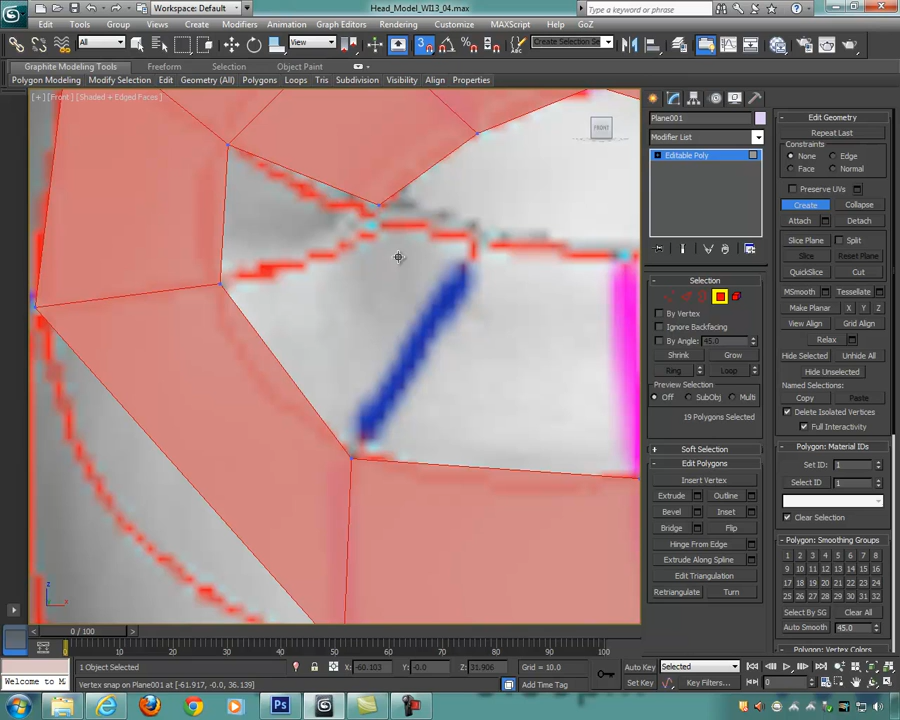 Workspace: Default
Head_Model_WI13_04.max
Type a keyword or phrase
Edit Tools Group Views Create Modifiers Animation Graph Editors Rendering Customize MAXScript Help GoZ
All
View
Create Selection Se
Graphite Modeling Tools Freeform Selection Object Paint
Polygon Modeling Modify Selection Edit Geometry (All) Polygons Loops Tris Subdivision Visibility Align Properties
[ + ] [ Front ] [ Shaded + Edged Faces ]
FRONT
Plane001
Modifier List
Editable Poly
Selection
By Vertex
Ignore Backfacing
By Angle: 45.0
Shrink Grow
Ring Loop
Preview Selection
Off SubObj Multi
19 Polygons Selected
Soft Selection
Edit Polygons
Insert Vertex
Extrude Outline
Bevel Inset
Bridge Flip
Hinge From Edge
Extrude Along Spline
Edit Triangulation
Retriangulate Turn
Edit Geometry
Repeat Last
Constraints
None Edge
Face Normal
Preserve UVs
Create Collapse
Attach Detach
Slice Plane Split
Slice Reset Plane
QuickSlice Cut
MSmooth Tessellate
Make Planar X Y Z
View Align Grid Align
Relax
Hide Selected Unhide All
Hide Unselected
Named Selections:
Copy Paste
Delete Isolated Vertices
Full Interactivity
Polygon: Material IDs
Set ID: 1
Select ID 1
Clear Selection
Polygon: Smoothing Groups
1 2 3 4 5 6 7 8
9 10 11 12 13 14 15 16
17 18 19 20 21 22 23 24
25 26 27 28 29 30 31 32
Select By SG Clear All
Auto Smooth 45.0
Polygon: Vertex Colors
0 / 100
0 10 20 30 40 50 60 70 80 90 100
1 Object Selected X: -60.103 Y: -0.0 Z: 31.906 Grid = 10.0 Auto Key Selected
Welcome to M
Vertex snap on Plane001 at [-61.917, -0.0, 36.139] Add Time Tag Set Key Key Filters... 0